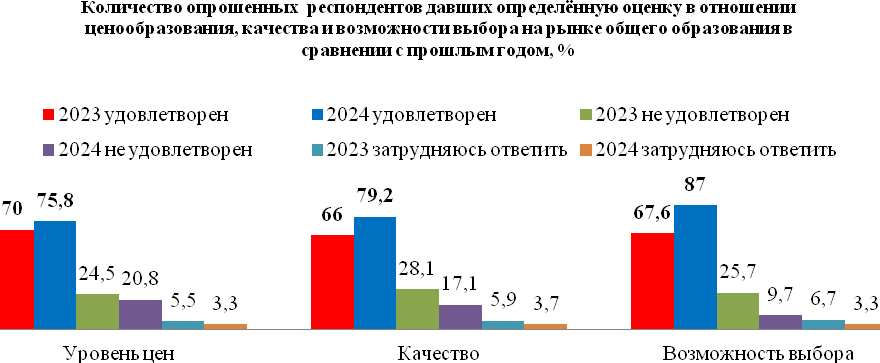 Количество опрошенных респондентов давших определённую оценку в отношении
ценообразования, качества и возможности выбора на рынке общего образования в
сравнении с прошлым годом, %
2023 удовлетворен 2024 удовлетворен 2023 не удовлетворен
2024 не удовлетворен 2023 затрудняюсь ответить 2024 затрудняюсь ответить
70 75,8 24,5 20,8 5,5 3,3
66 79,2 28,1 17,1 5,9 3,7
67,6 87 25,7 9,7 6,7 3,3
Уровень цен Качество Возможность выбора